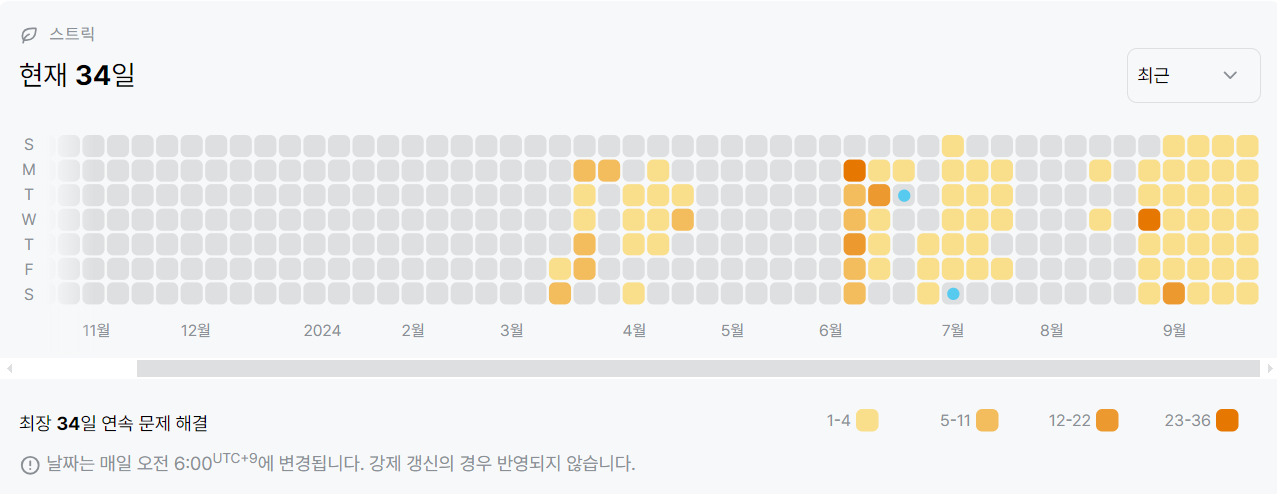 스트릭
현재 34일
최근
S
M
T
W
T
F
S
11월 12월 2024 2월 3월 4월 5월 6월 7월 8월 9월
최장 34일 연속 문제 해결
1-4 5-11 12-22 23-36
날짜는 매일 오전 6:00UTC+9에 변경됩니다. 강제 갱신의 경우 반영되지 않습니다.